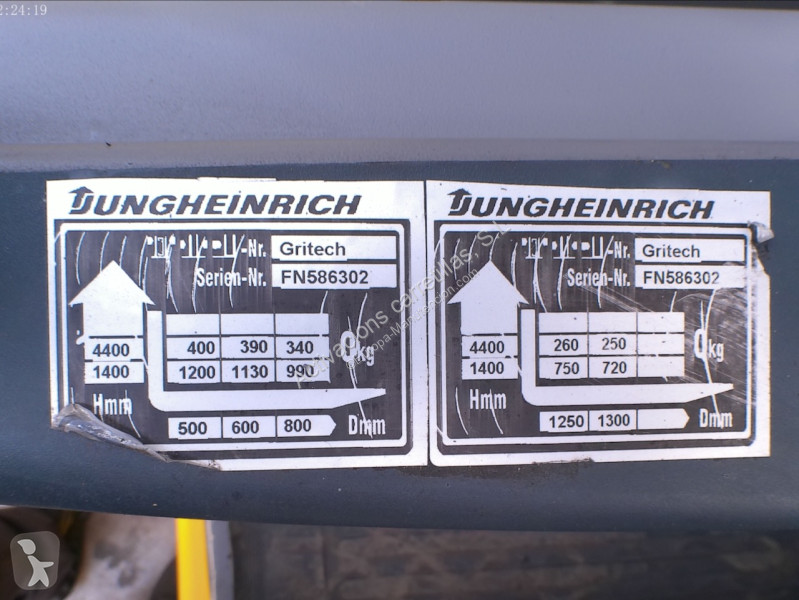 2:24:19
JUNGHEINRICH
-Nr. Gritech
Serien-Nr. FN586302
4400 400 390 340 kg
1400 1200 1130 990
Hmm 500 600 800 Dmm
JUNGHEINRICH
-Nr. Gritech
Serien-Nr. FN586302
4400 260 250 kg
1400 750 720
Hmm 1250 1300 Dmm
Activagons carretillas, S.L.